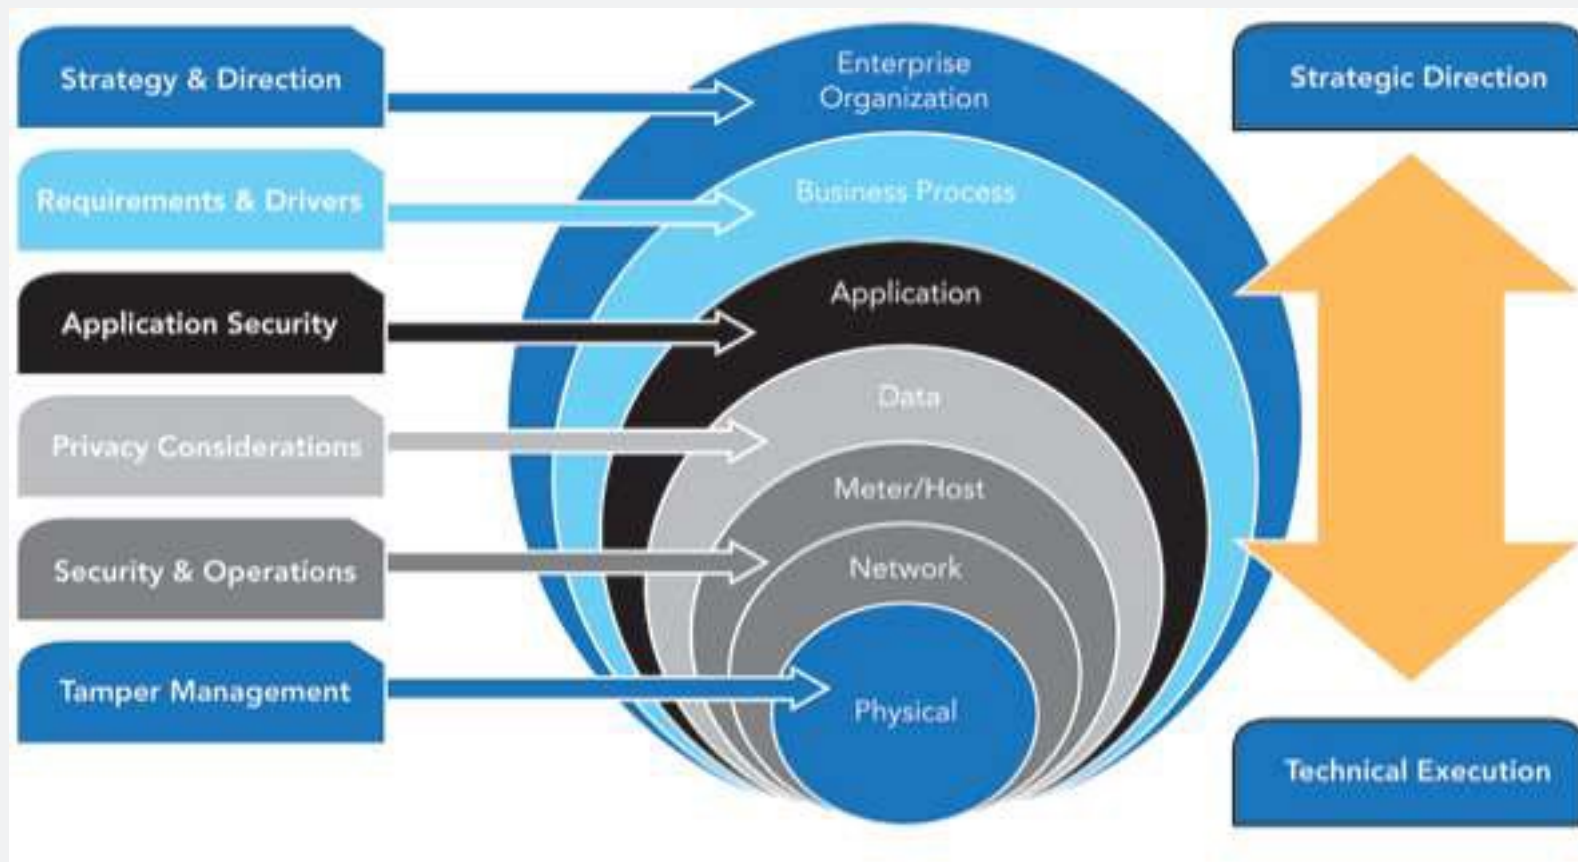 Strategy & Direction
Requirements & Drivers
Application Security
Privacy Considerations
Security & Operations
Tamper Management
Enterprise
Organization
Business Process
Application
Data
Meter/Host
Network
Physical
Strategic Direction
Technical Execution